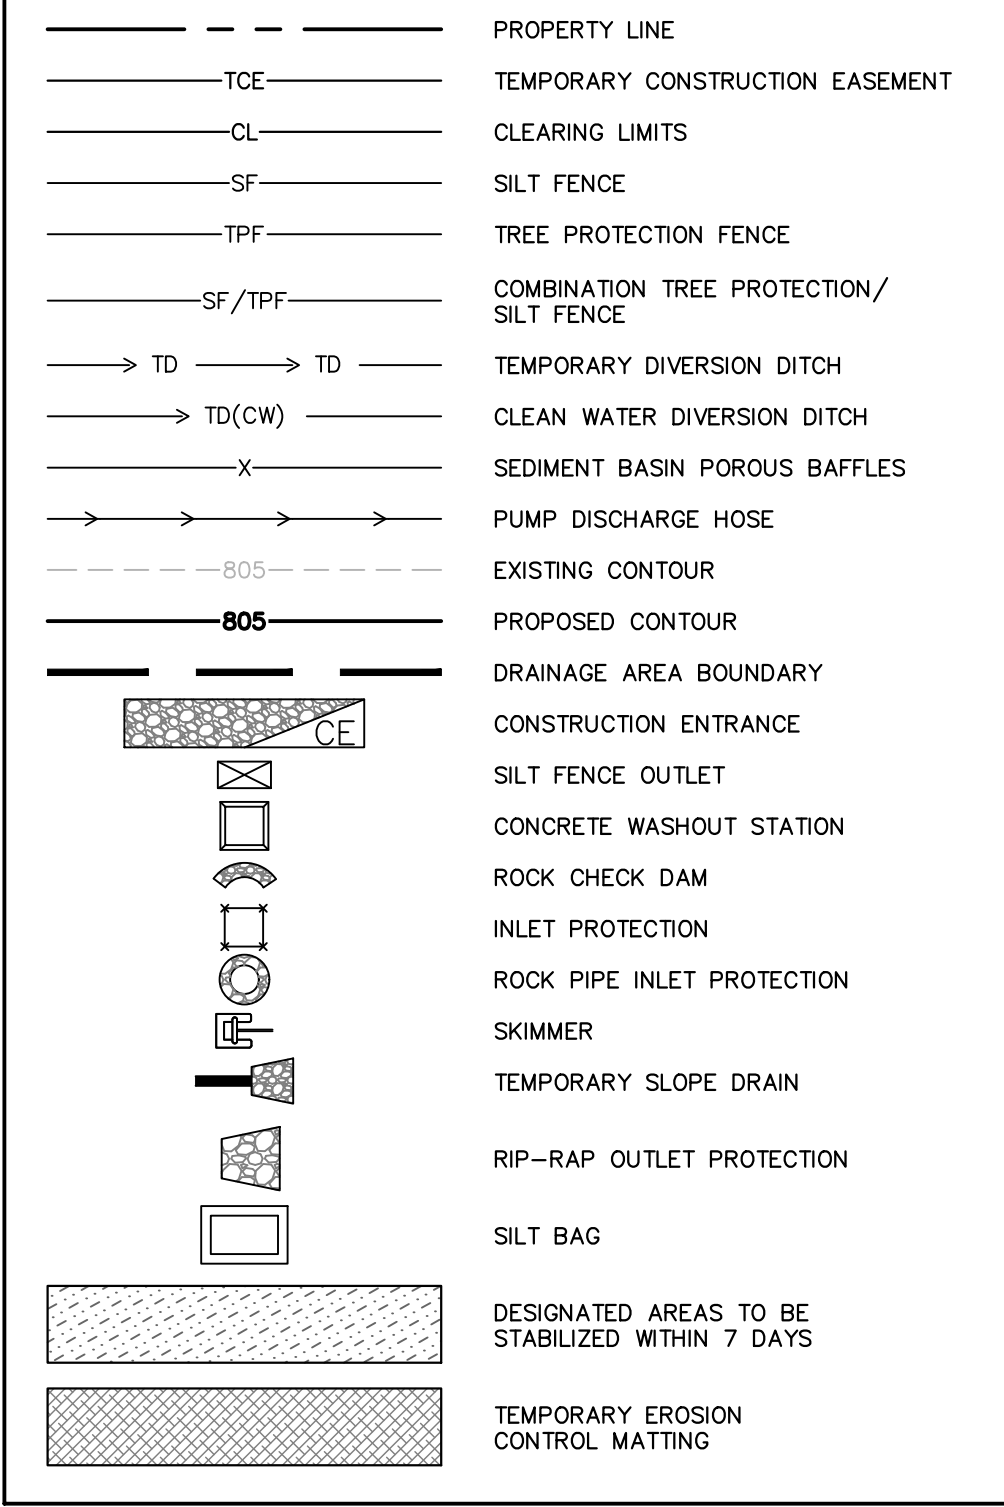 PROPERTY LINE
TCE TEMPORARY CONSTRUCTION EASEMENT
CL CLEARING LIMITS
SF SILT FENCE
TPF TREE PROTECTION FENCE
SF/TPF COMBINATION TREE PROTECTION/
SILT FENCE
TD TD TEMPORARY DIVERSION DITCH
TD(CW) CLEAN WATER DIVERSION DITCH
X SEDIMENT BASIN POROUS BAFFLES
PUMP DISCHARGE HOSE
805 EXISTING CONTOUR
805 PROPOSED CONTOUR
DRAINAGE AREA BOUNDARY
CE CONSTRUCTION ENTRANCE
SILT FENCE OUTLET
CONCRETE WASHOUT STATION
ROCK CHECK DAM
INLET PROTECTION
ROCK PIPE INLET PROTECTION
SKIMMER
TEMPORARY SLOPE DRAIN
RIP-RAP OUTLET PROTECTION
SILT BAG
DESIGNATED AREAS TO BE
STABILIZED WITHIN 7 DAYS
TEMPORARY EROSION
CONTROL MATTING